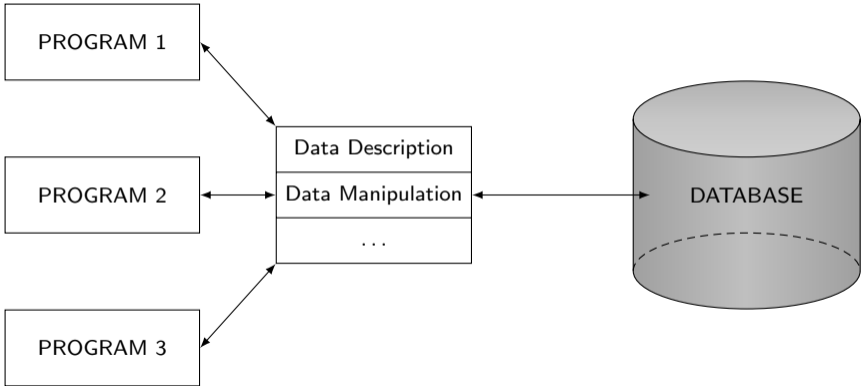 PROGRAM 1
Data Description
PROGRAM 2
Data Manipulation
DATABASE
...
PROGRAM 3